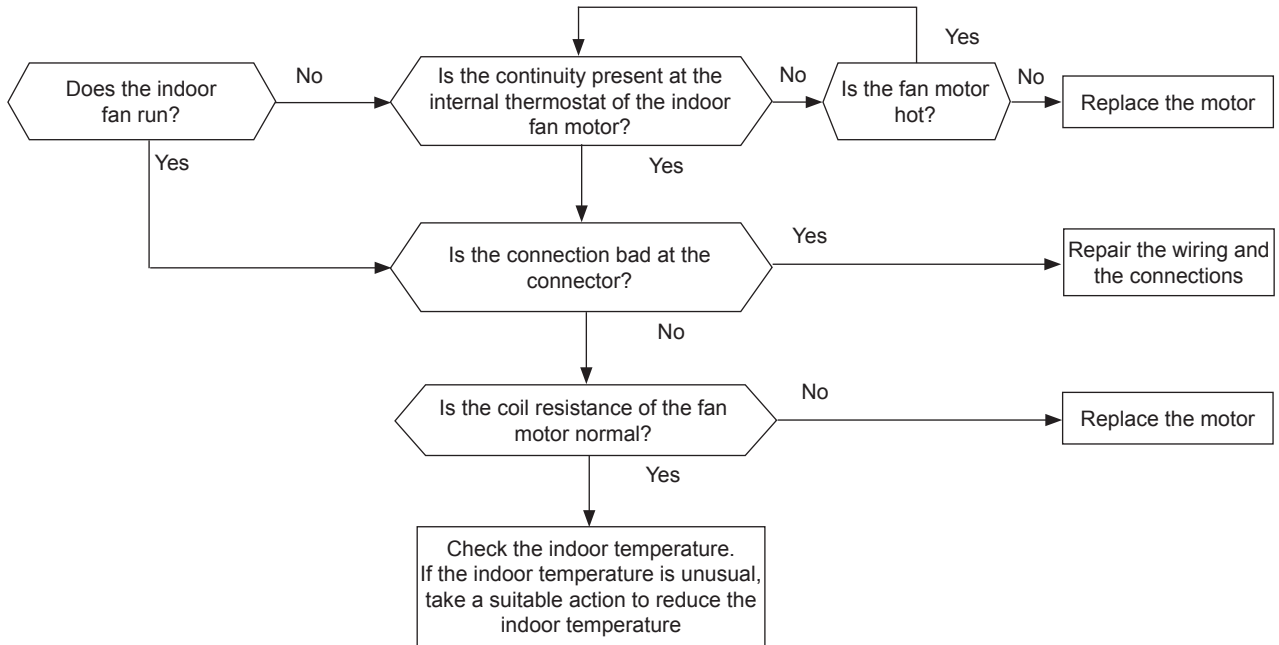 Yes
Does the indoor
fan run?
No
Is the continuity present at the
internal thermostat of the indoor
fan motor?
No
Is the fan motor
hot?
No
Replace the motor
Yes
Yes
Is the connection bad at the
connector?
Yes
Repair the wiring and
the connections
No
Is the coil resistance of the fan
motor normal?
No
Replace the motor
Yes
Check the indoor temperature.
If the indoor temperature is unusual,
take a suitable action to reduce the
indoor temperature